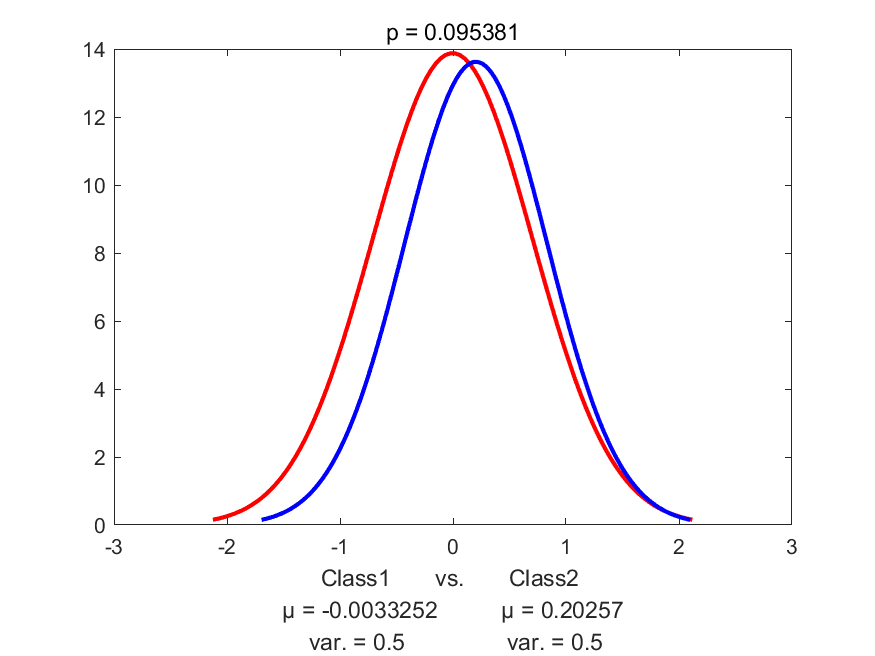 p = 0.095381
14
12
10
8
6
4
2
0
-3 -2 -1 0 1 2 3
Class1 vs. Class2
μ = -0.0033252 μ = 0.20257
var. = 0.5 var. = 0.5